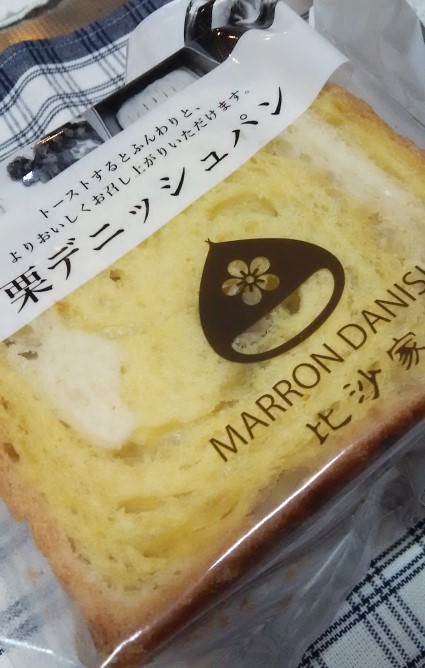 トーストするとふんわりと、
よりおいしくお召し上がりいただけます。
栗デニッシュパン
MARRON DANIS
比沙家